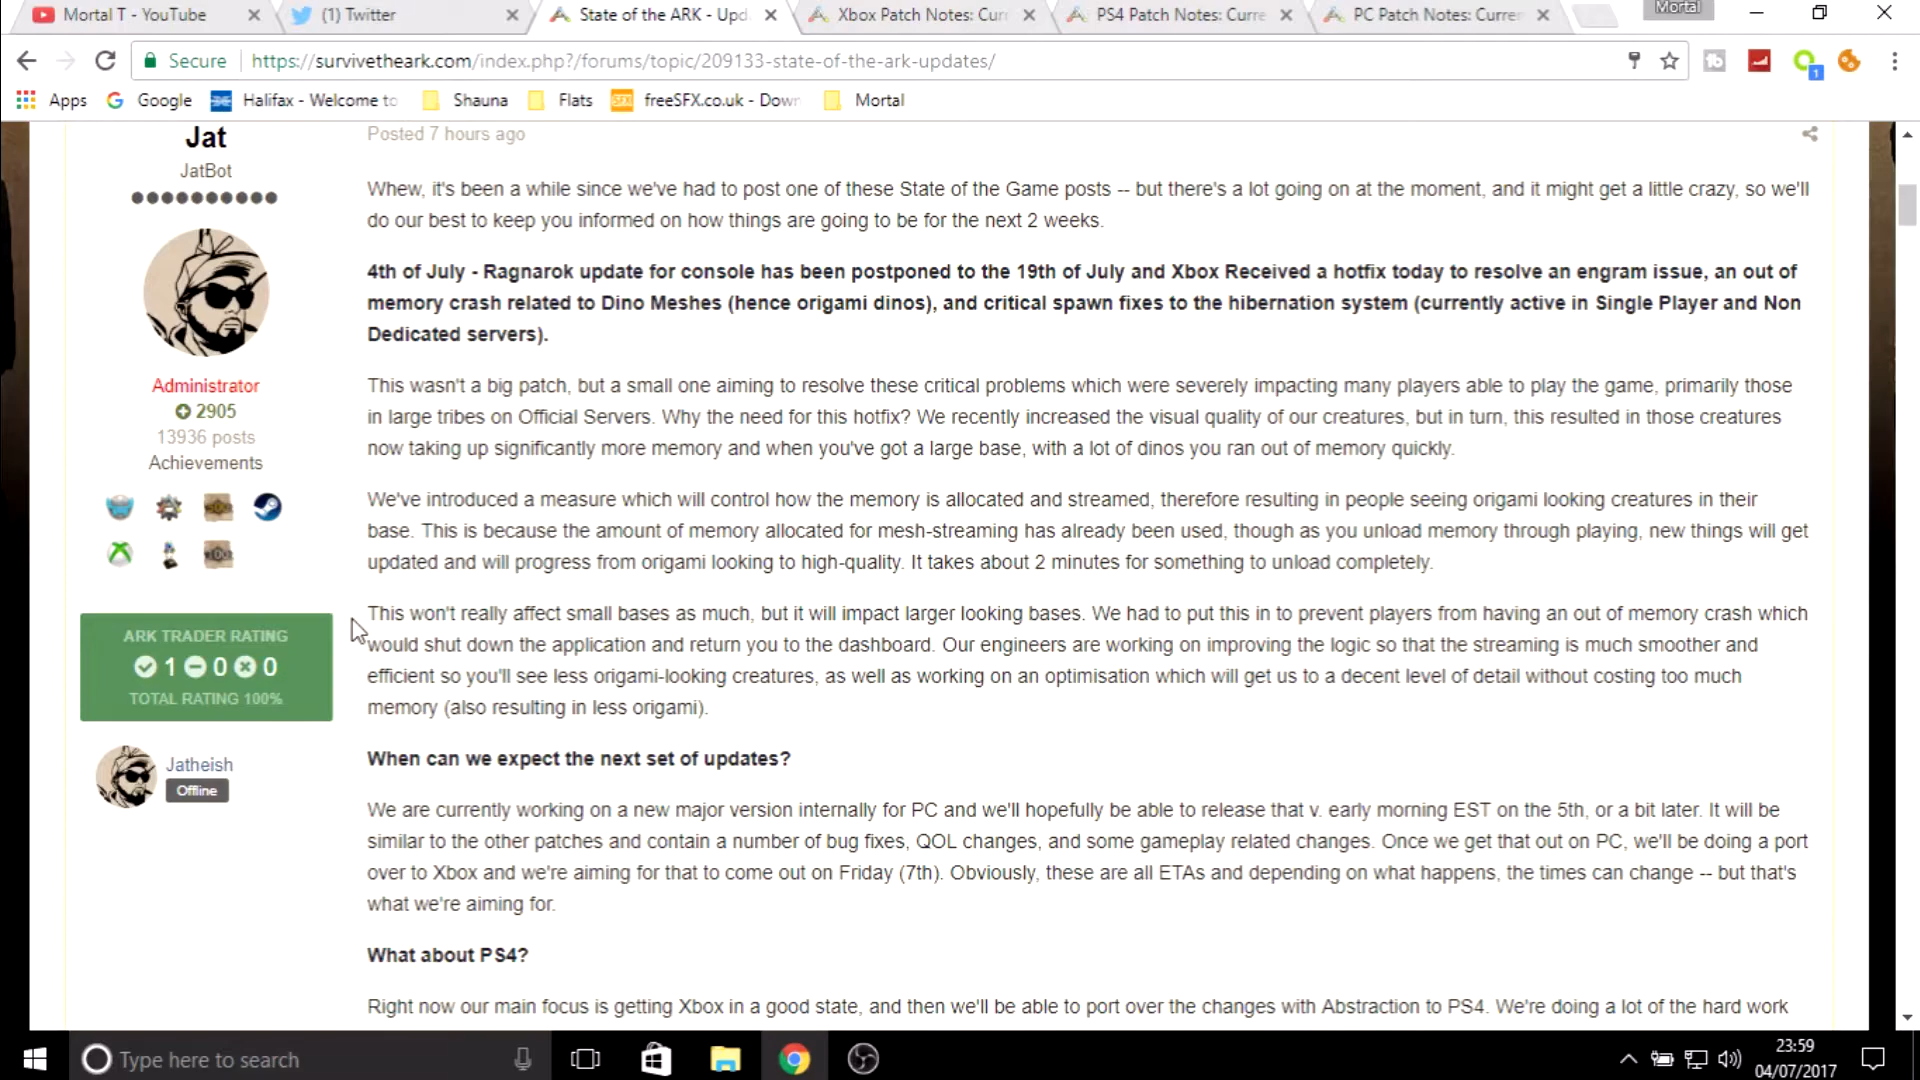 Mortal T - YouTube
(1) Twitter
State of the ARK - Upd
Xbox Patch Notes: Curr
PS4 Patch Notes: Curre
PC Patch Notes: Curren
Mortal
Secure
https://survivetheark.com/index.php?/forums/topic/209133-state-of-the-ark-updates/
1
Apps
Google
Halifax - Welcome to
Shauna
Flats
freeSFX.co.uk - Down
Mortal
Jat
JatBot
Administrator
2905
13936 posts
Achievements
ARK TRADER RATING
1 0 0
TOTAL RATING 100%
Jatheish
Offline
Posted 7 hours ago
Whew, it's been a while since we've had to post one of these State of the Game posts -- but there's a lot going on at the moment, and it might get a little crazy, so we'll
do our best to keep you informed on how things are going to be for the next 2 weeks.
4th of July - Ragnarok update for console has been postponed to the 19th of July and Xbox Received a hotfix today to resolve an engram issue, an out of
memory crash related to Dino Meshes (hence origami dinos), and critical spawn fixes to the hibernation system (currently active in Single Player and Non
Dedicated servers).
This wasn't a big patch, but a small one aiming to resolve these critical problems which were severely impacting many players able to play the game, primarily those
in large tribes on Official Servers. Why the need for this hotfix? We recently increased the visual quality of our creatures, but in turn, this resulted in those creatures
now taking up significantly more memory and when you've got a large base, with a lot of dinos you ran out of memory quickly.
We've introduced a measure which will control how the memory is allocated and streamed, therefore resulting in people seeing origami looking creatures in their
base. This is because the amount of memory allocated for mesh-streaming has already been used, though as you unload memory through playing, new things will get
updated and will progress from origami looking to high-quality. It takes about 2 minutes for something to unload completely.
This won't really affect small bases as much, but it will impact larger looking bases. We had to put this in to prevent players from having an out of memory crash which
would shut down the application and return you to the dashboard. Our engineers are working on improving the logic so that the streaming is much smoother and
efficient so you'll see less origami-looking creatures, as well as working on an optimisation which will get us to a decent level of detail without costing too much
memory (also resulting in less origami).
When can we expect the next set of updates?
We are currently working on a new major version internally for PC and we'll hopefully be able to release that v. early morning EST on the 5th, or a bit later. It will be
similar to the other patches and contain a number of bug fixes, QOL changes, and some gameplay related changes. Once we get that out on PC, we'll be doing a port
over to Xbox and we're aiming for that to come out on Friday (7th). Obviously, these are all ETAs and depending on what happens, the times can change -- but that's
what we're aiming for.
What about PS4?
Right now our main focus is getting Xbox in a good state, and then we'll be able to port over the changes with Abstraction to PS4. We're doing a lot of the hard work
Type here to search
23:59
04/07/2017